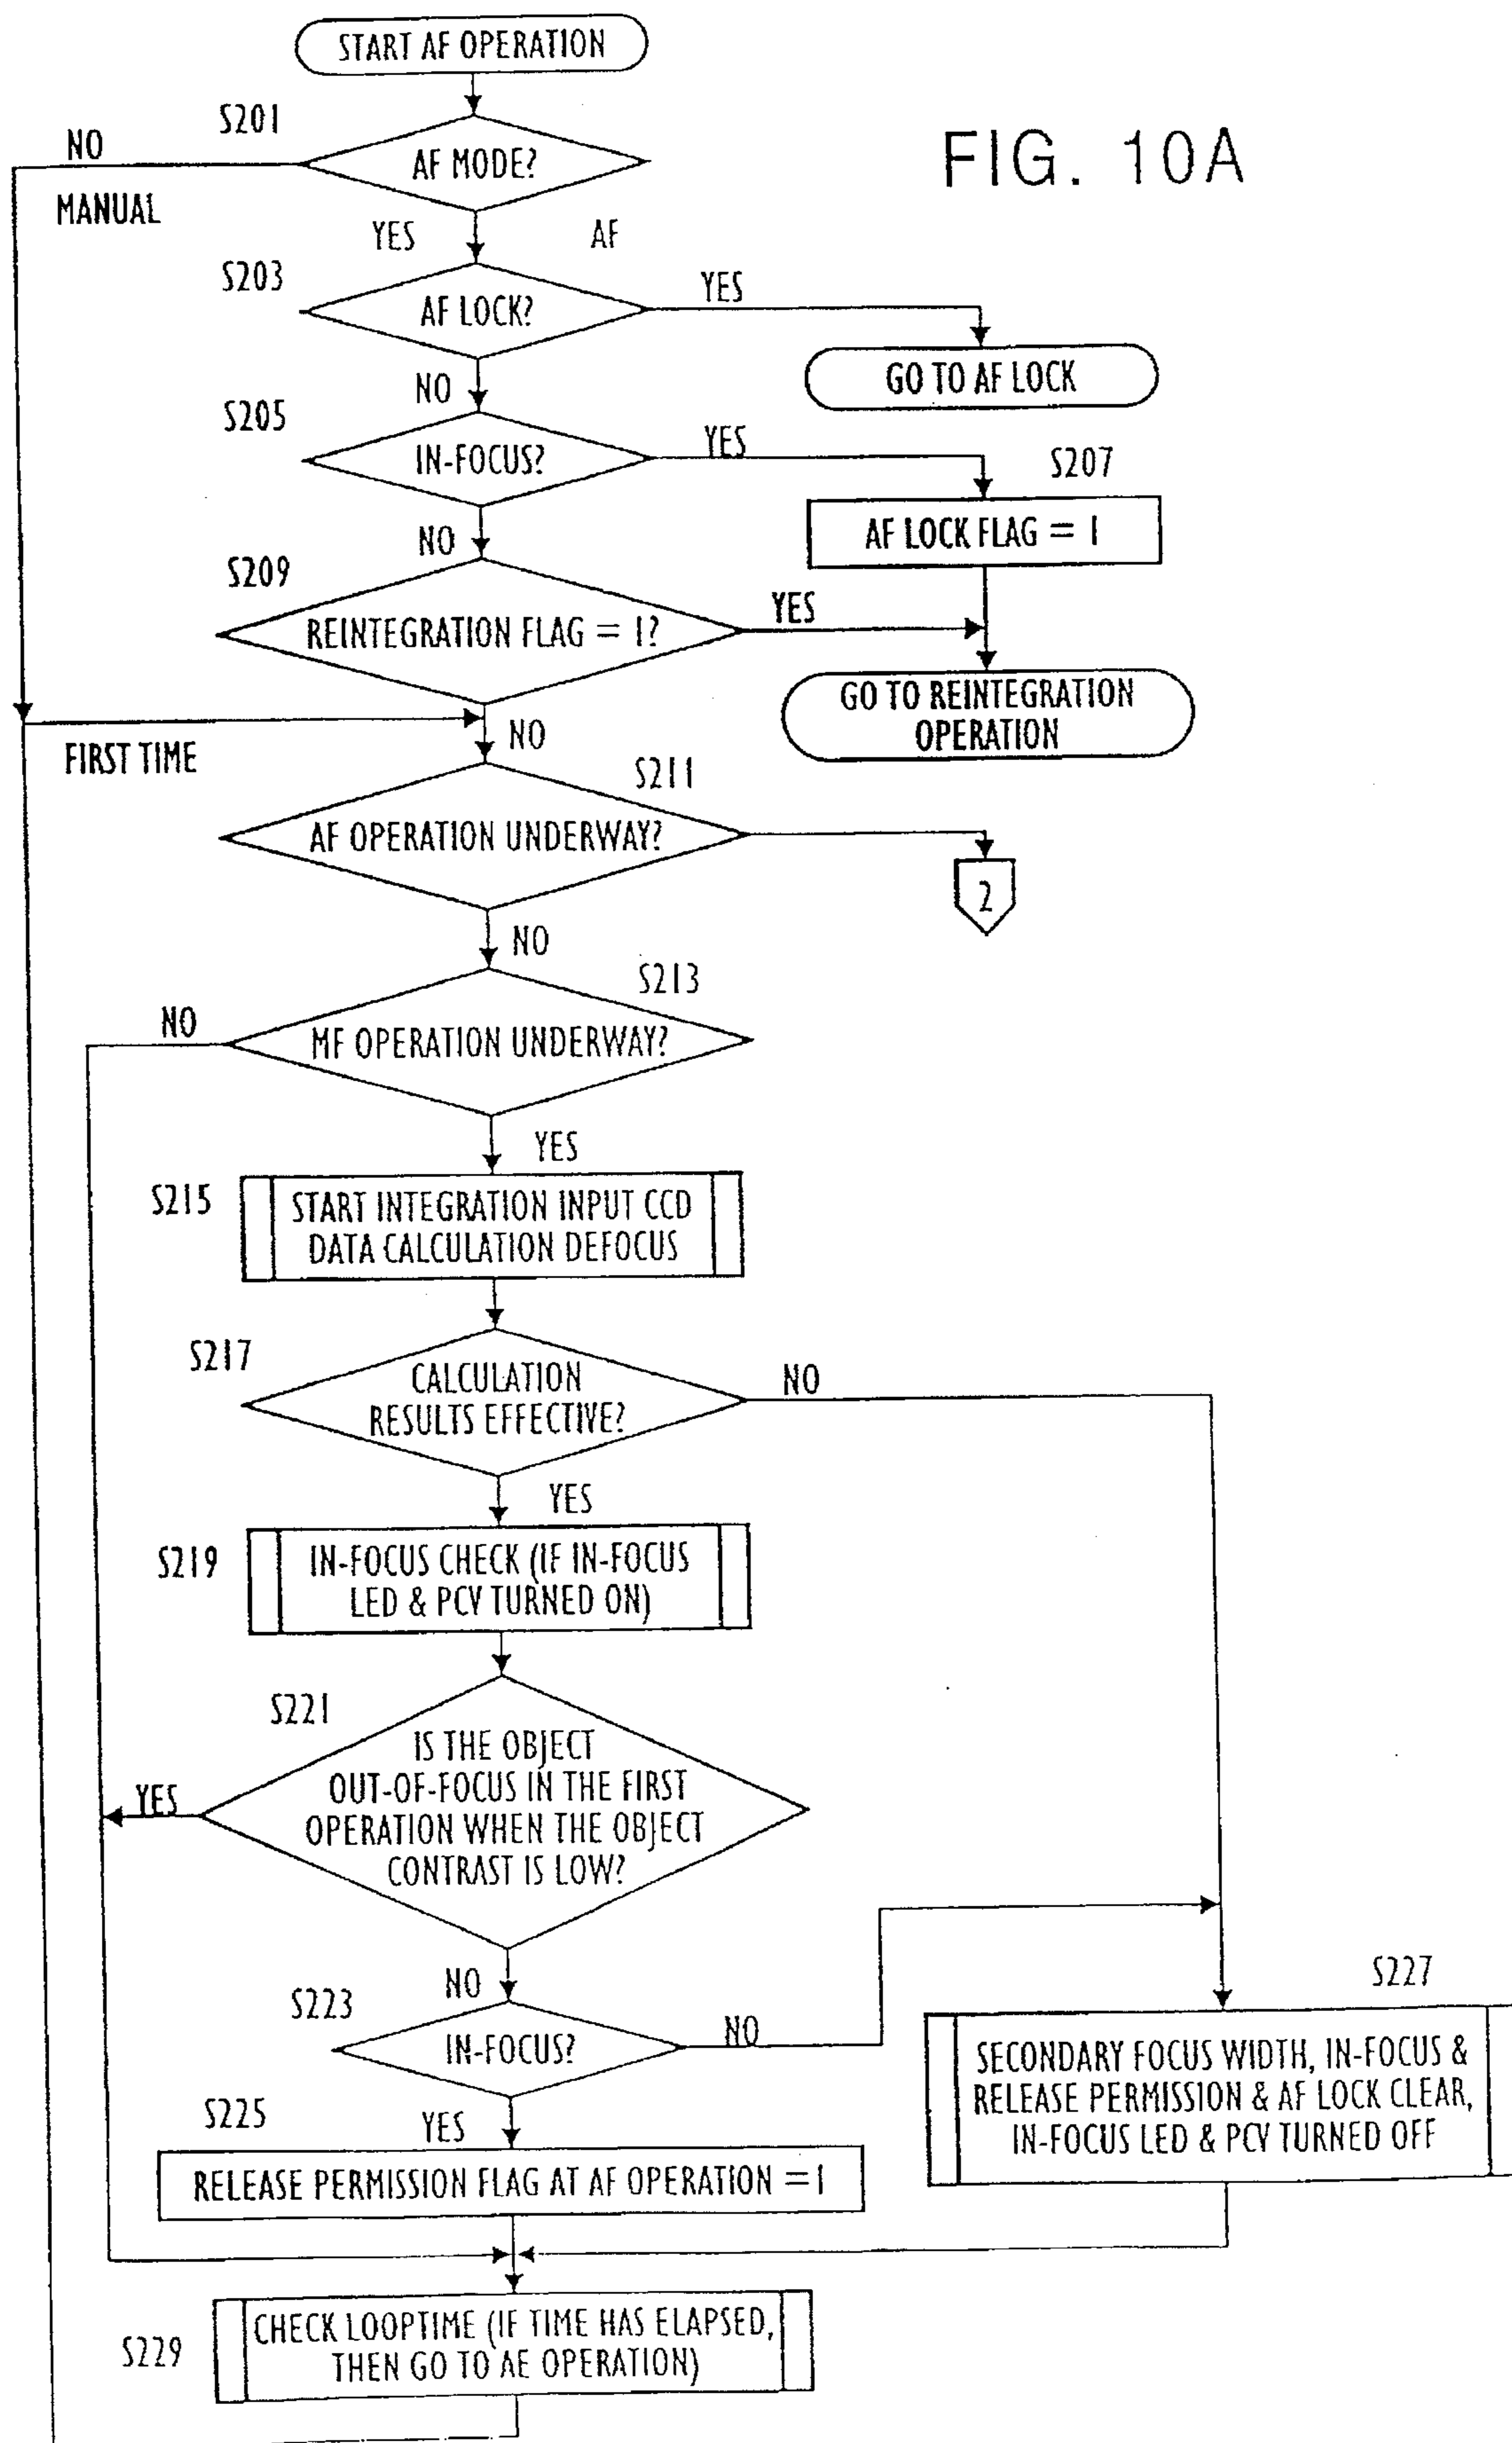 START AF OPERATION
FIG. 10A
S201
NO
AF MODE?
MANUAL
YES
AF
S203
AF LOCK?
YES
GO TO AF LOCK
NO
S205
IN-FOCUS?
YES
S207
AF LOCK FLAG = 1
NO
S209
REINTEGRATION FLAG = 1?
YES
GO TO REINTEGRATION
OPERATION
NO
FIRST TIME
S211
AF OPERATION UNDERWAY?
2
NO
S213
NO
MF OPERATION UNDERWAY?
YES
S215
START INTEGRATION INPUT CCD
DATA CALCULATION DEFOCUS
S217
CALCULATION
RESULTS EFFECTIVE?
NO
YES
S219
IN-FOCUS CHECK (IF IN-FOCUS
LED & PCV TURNED ON)
S221
IS THE OBJECT
OUT-OF-FOCUS IN THE FIRST
OPERATION WHEN THE OBJECT
CONTRAST IS LOW?
YES
NO
S223
IN-FOCUS?
NO
S227
SECONDARY FOCUS WIDTH, IN-FOCUS &
RELEASE PERMISSION & AF LOCK CLEAR,
IN-FOCUS LED & PCV TURNED OFF
S225
YES
RELEASE PERMISSION FLAG AT AF OPERATION = 1
S229
CHECK LOOPTIME (IF TIME HAS ELAPSED,
THEN GO TO AE OPERATION)